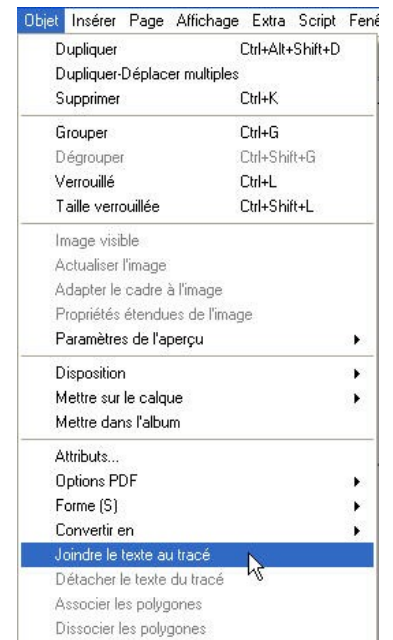 Objet Insérer Page Affichage Extra Script Fené
Dupliquer Ctrl+Alt+Shift+D
Dupliquer-Déplacer multiples
Supprimer Ctrl+K
Grouper Ctrl+G
Dégrouper Ctrl+Shift+G
Verrouillé Ctrl+L
Taille verrouillée Ctrl+Shift+L
Image visible
Actualiser l'image
Adapter le cadre à l'image
Propriétés étendues de l'image
Paramètres de l'aperçu
Disposition
Mettre sur le calque
Mettre dans l'album
Attributs...
Options PDF
Forme (S)
Convertir en
Joindre le texte au tracé
Détacher le texte du tracé
Associer les polygones
Dissocier les polygones